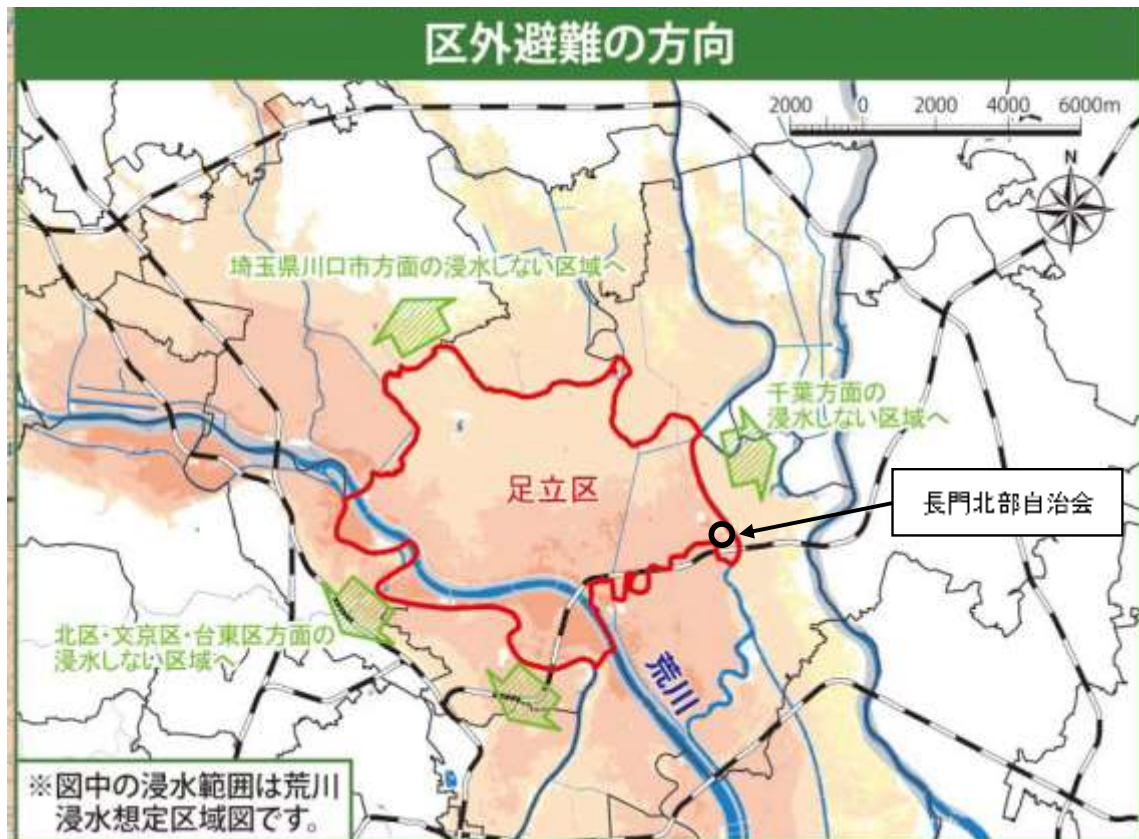 区外避難の方向
2000 0 2000 4000 6000m
N
埼玉県川口市方面の浸水しない区域へ
千葉方面の
浸水しない区域へ
足立区
長門北部自治会
北区・文京区・台東区方面の
浸水しない区域へ
荒川
※図中の浸水範囲は荒川
浸水想定区域図です。